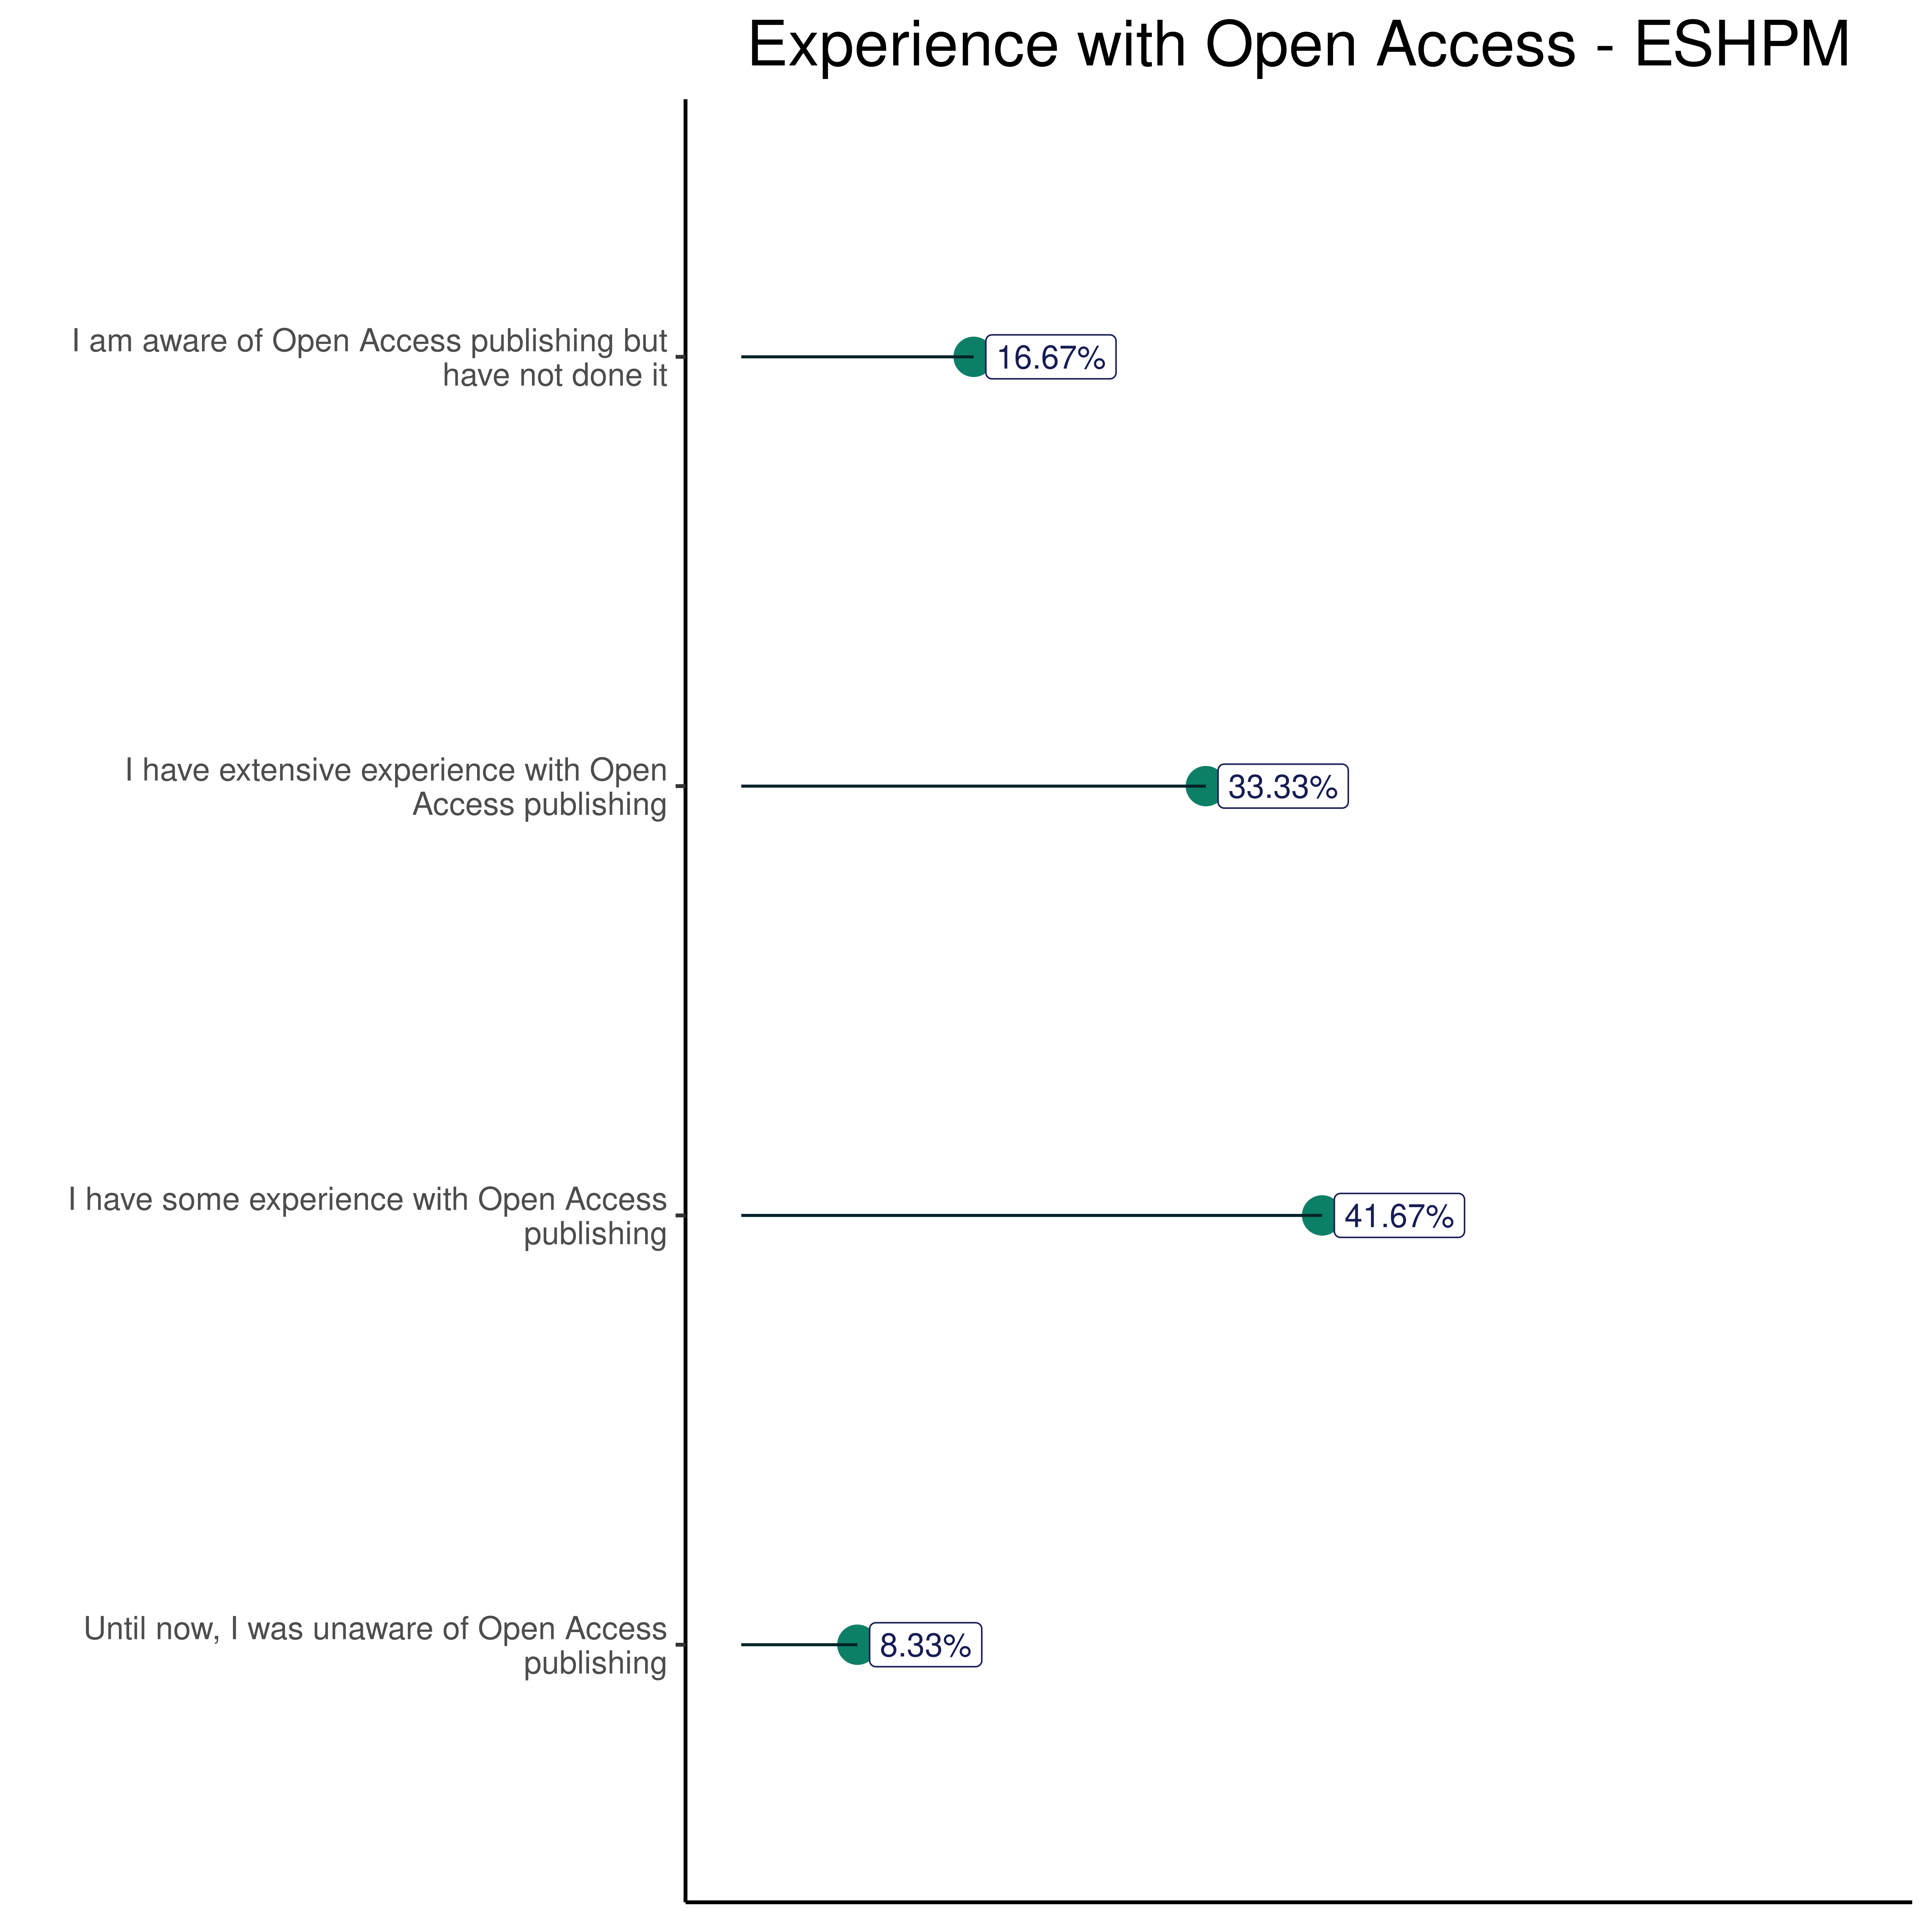 Experience with Open Access - ESHPM
I am aware of Open Access publishing but
have not done it
16.67%
I have extensive experience with Open
Access publishing
33.33%
I have some experience with Open Access
publishing
41.67%
Until now, I was unaware of Open Access
publishing
8.33%